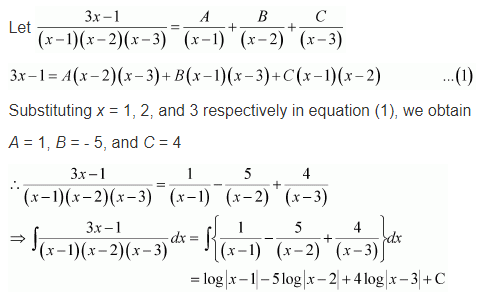 Let (3x−1)/((x−1)(x−2)(x−3)) = A/(x−1) + B/(x−2) + C/(x−3)
3x−1 = A(x−2)(x−3)+B(x−1)(x−3)+C(x−1)(x−2) ...(1)
Substituting x = 1, 2, and 3 respectively in equation (1), we obtain
A = 1, B = - 5, and C = 4
∴ (3x−1)/((x−1)(x−2)(x−3)) = 1/(x−1) − 5/(x−2) + 4/(x−3)
⇒ ∫ (3x−1)/((x−1)(x−2)(x−3)) dx = ∫{1/(x−1) − 5/(x−2) + 4/(x−3)}dx
= log|x−1|−5log|x−2|+4log|x−3|+C